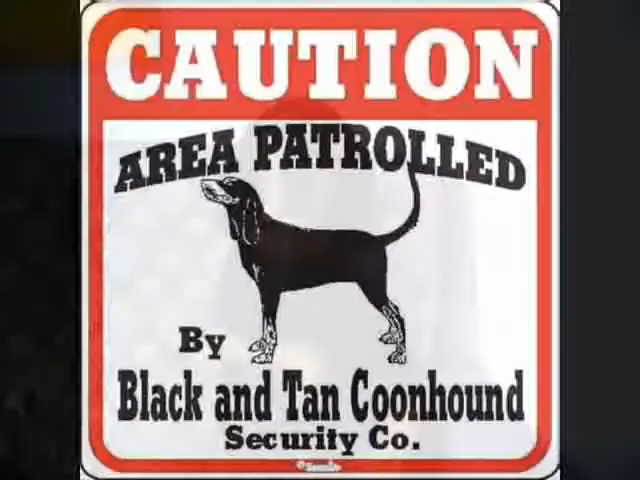 CAUTION
AREA PATROLLED
By
Black and Tan Coonhound
Security Co.